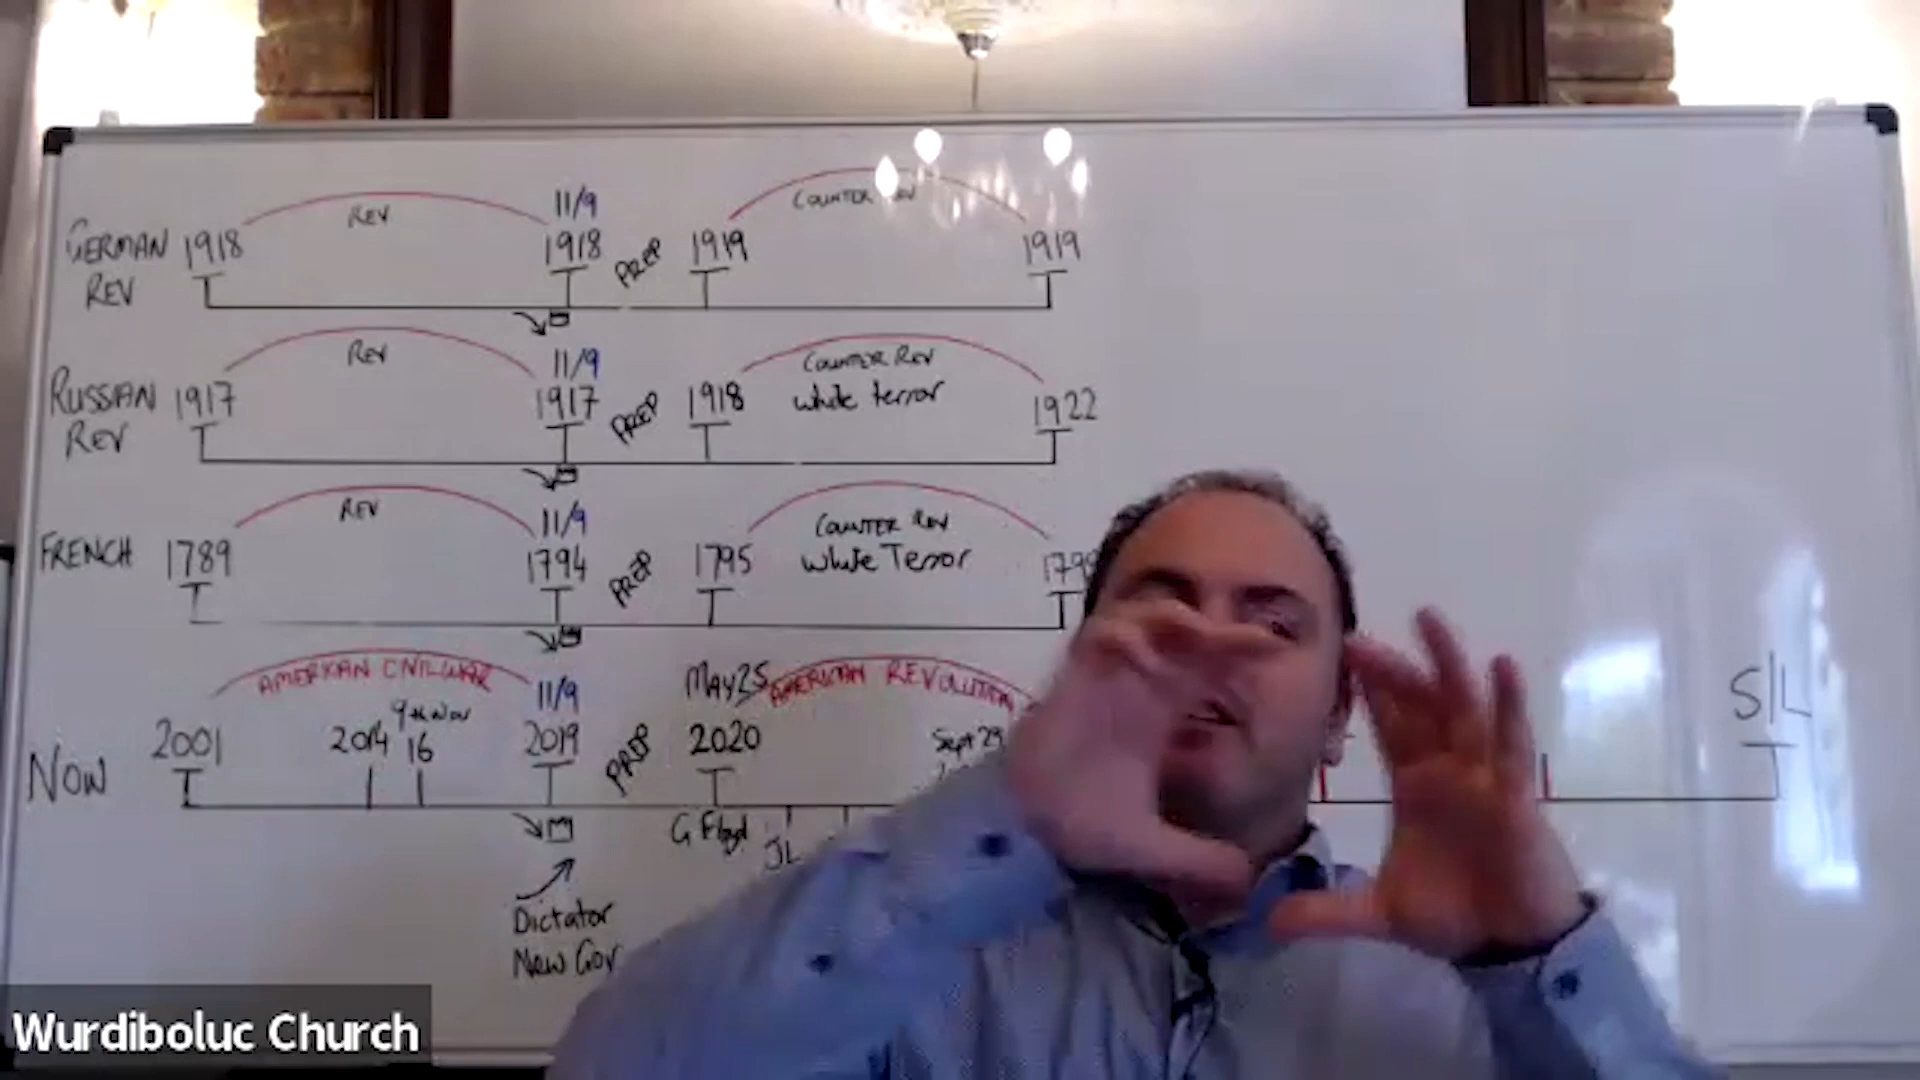 11/9
REV
COUNTER REV
GERMAN 1918 1918 PREP 1919 1919
REV
11/9
REV
COUNTER REV
RUSSIAN 1917 1917 PREP 1918 white terror 1922
REV
11/9
REV
COUNTER REV
FRENCH 1789 1794 PREP 1795 White Terror
AMERICAN CIVIL WAR 11/9 MAY 25 AMERICAN REVOLUTION
9th Nov
S/L
NOW 2001 2014 16 2019 PREP 2020 Sept 29
G Floyd JL
Dictator
New Gov
Wurdiboluc Church